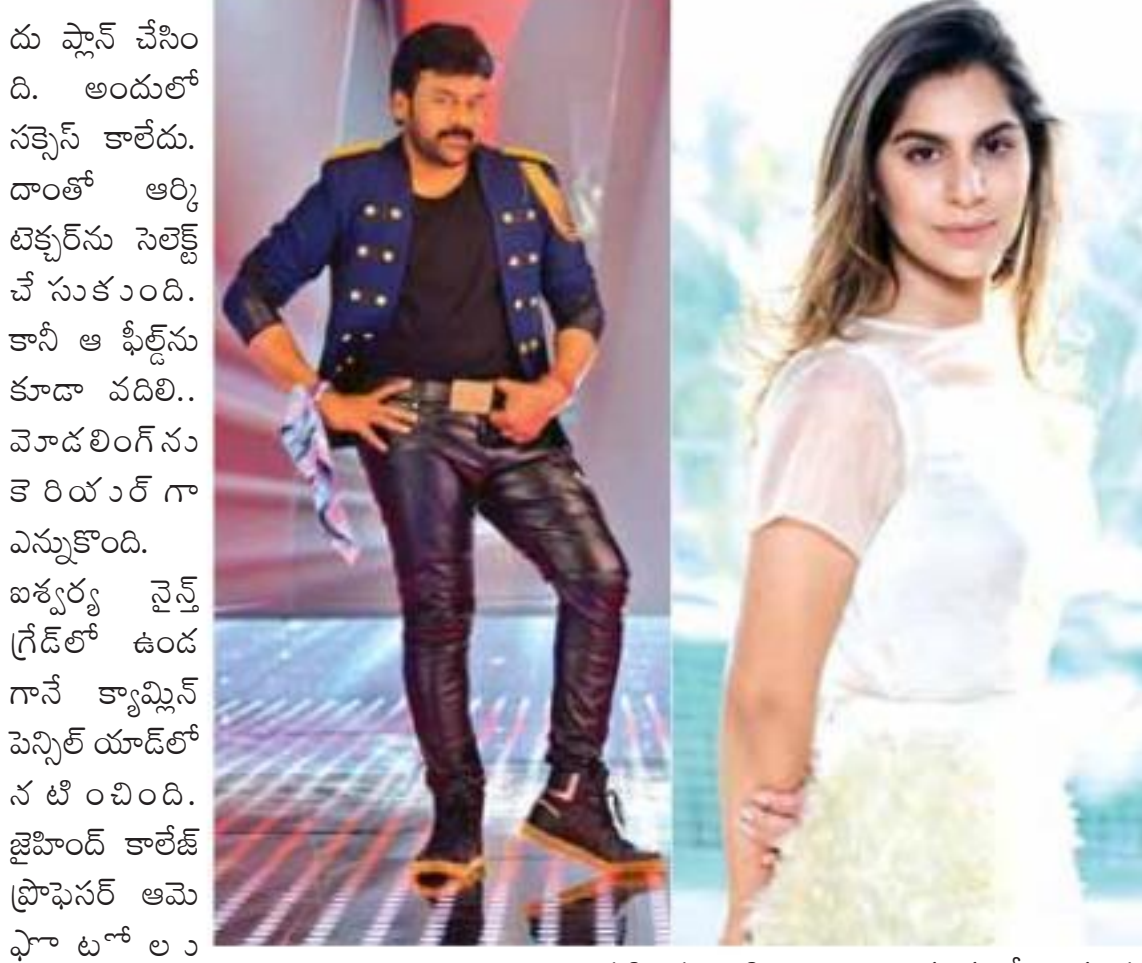 దు ప్లాన్ చేసిం
ది. అందులో
సక్సెస్ కాలేదు.
దాంతో ఆర్కి
టెక్చర్‌ను సెలెక్ట్
చేసుకుంది.
కానీ ఆ ఫీల్డ్‌ను
కూడా వదిలి..
మోడలింగ్‌ను
కెరియర్ గా
ఎన్నుకొంది.
ఐశ్వర్య నైన్త్
గ్రేడ్‌లో ఉండ
గానే క్యామ్లిన్
పెన్సిల్ యాడ్‌లో
నటించింది.
జైహింద్ కాలేజ్
ప్రొఫెసర్ ఆమె
ఫొటోలు